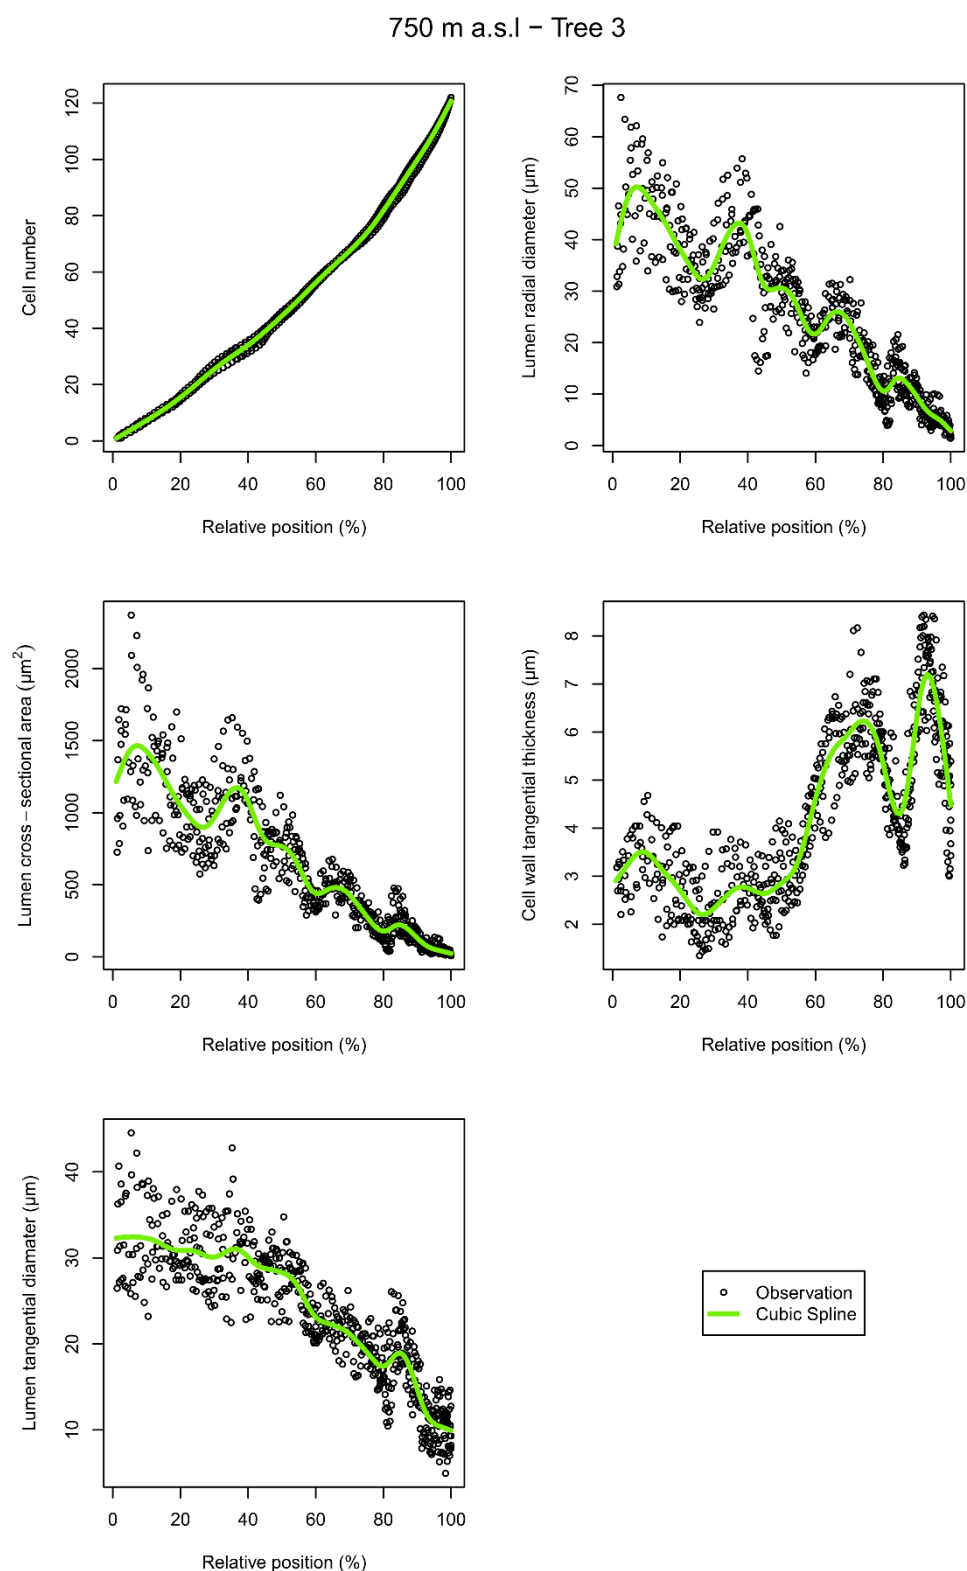 750 m a.s.l − Tree 3
Cell number
120
100
80
60
40
20
0
0 20 40 60 80 100
Relative position (%)
Lumen radial diameter (µm)
70
60
50
40
30
20
10
0
0 20 40 60 80 100
Relative position (%)
Lumen cross − sectional area (µm²)
2000
1500
1000
500
0
0 20 40 60 80 100
Relative position (%)
Cell wall tangential thickness (µm)
8
7
6
5
4
3
2
0 20 40 60 80 100
Relative position (%)
Lumen tangential diamater (µm)
40
30
20
10
0 20 40 60 80 100
Relative position (%)
Observation
Cubic Spline